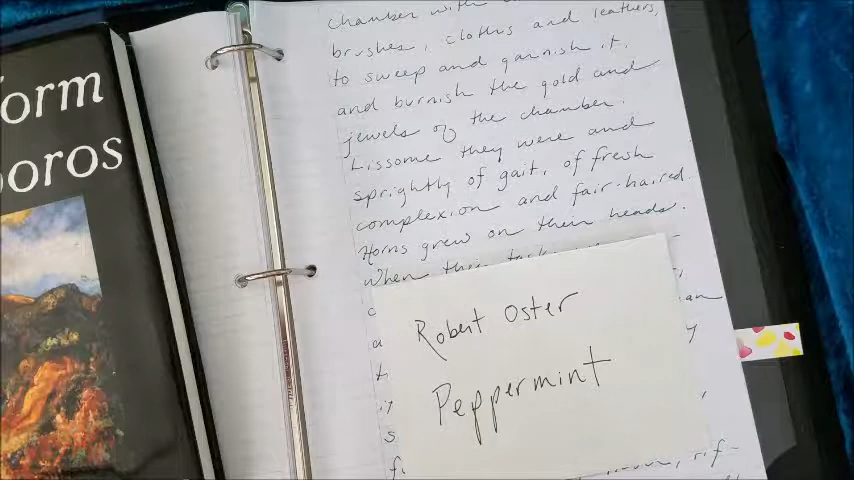 form
boros
chamber with
brushes, cloths and leathers,
to sweep and garnish it,
and burnish the gold and
jewels of the chamber.
Lissome they were and
sprightly of gait, of fresh
complexion and fair-haired.
Horns grew on their heads.
When their
Robert Oster
Peppermint